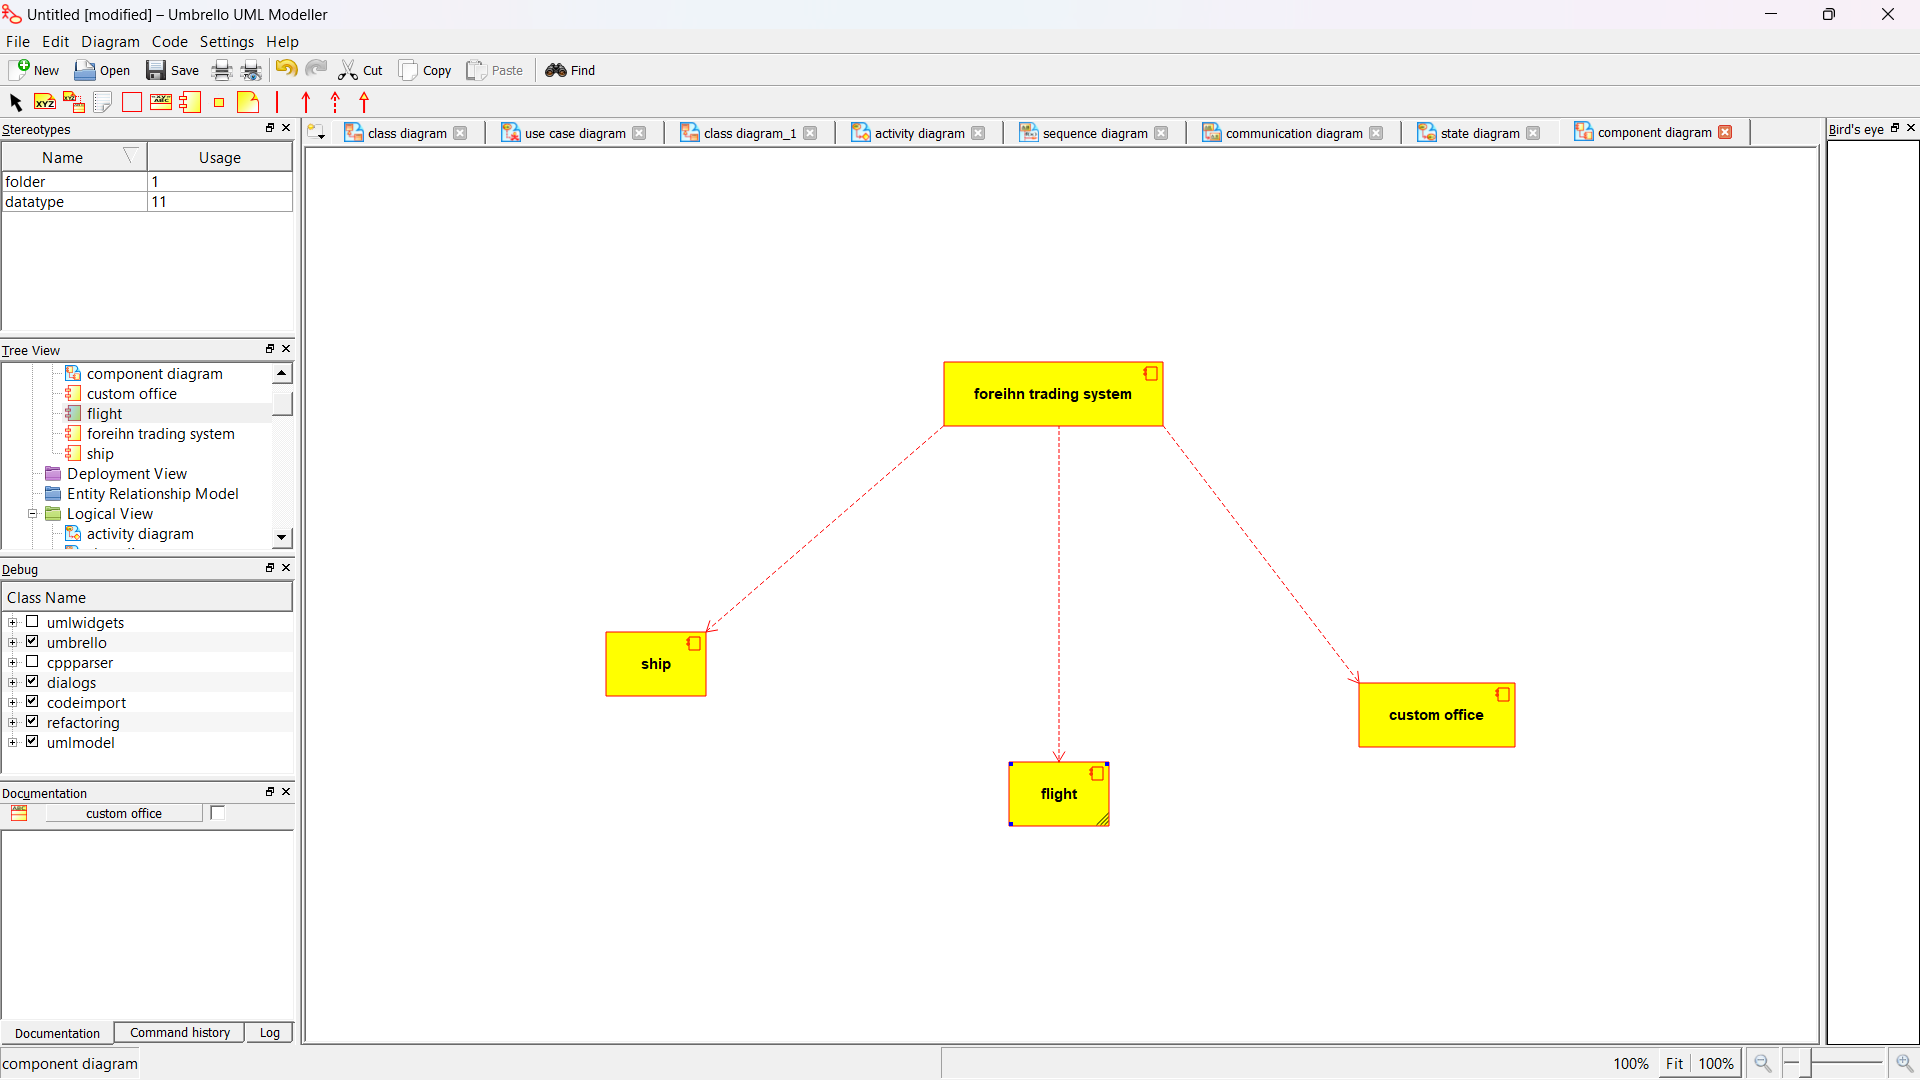 Untitled [modified] – Umbrello UML Modeller
File Edit Diagram Code Settings Help
New Open Save Cut Copy Paste Find
Stereotypes
Name Usage
folder 1
datatype 11
class diagram use case diagram class diagram_1 activity diagram sequence diagram communication diagram state diagram component diagram
Bird's eye
Tree View
component diagram
custom office
flight
foreihn trading system
ship
Deployment View
Entity Relationship Model
Logical View
activity diagram
Debug
Class Name
umlwidgets
umbrello
cppparser
dialogs
codeimport
refactoring
umlmodel
Documentation
custom office
Documentation Command history Log
foreihn trading system
ship
custom office
flight
component diagram
100% Fit 100%